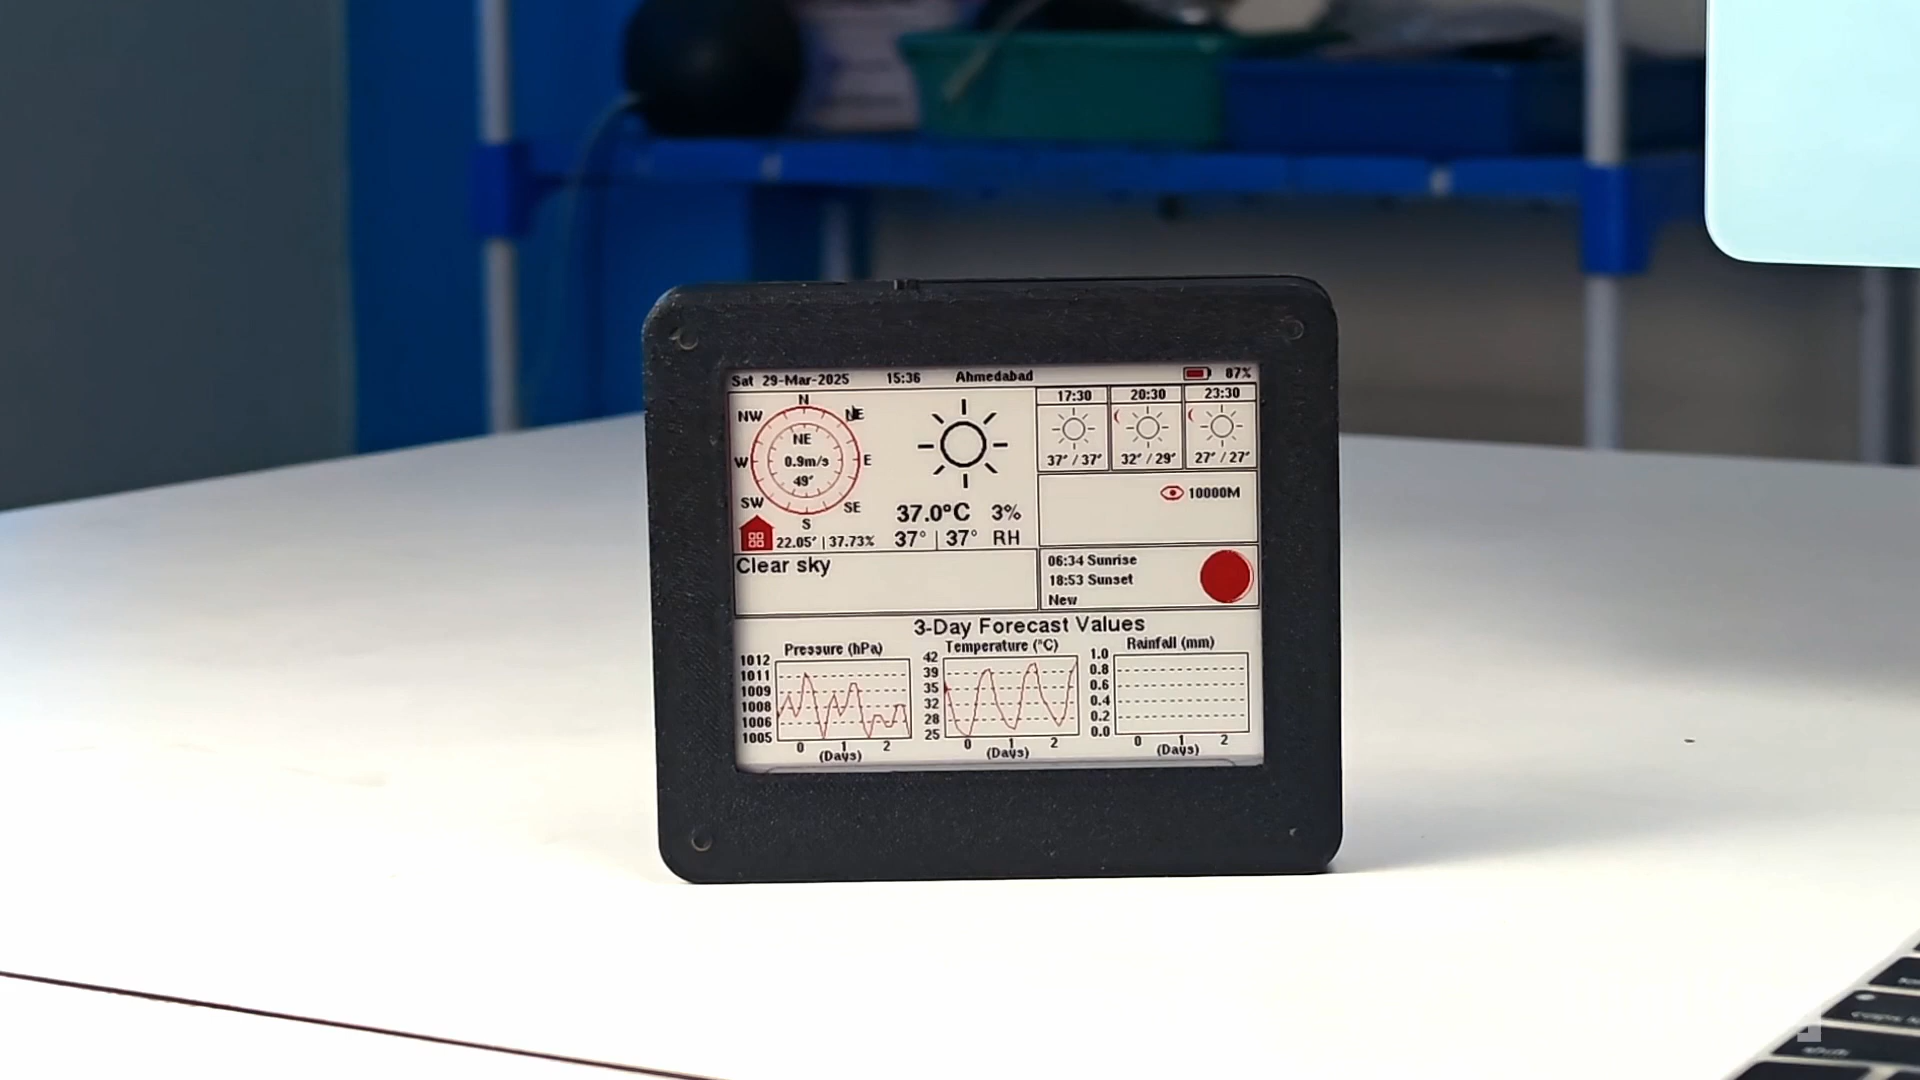 Sat 29-Mar-2025 15:36 Ahmedabad 87%
N
NW NE
NE
W 0.9m/s E
49°
SW SE
S
22.05° | 37.73%
37.0°C 3%
37° | 37° RH
17:30 20:30 23:30
37° / 37° 32° / 29° 27° / 27°
10000M
Clear sky
06:34 Sunrise
18:53 Sunset
New
3-Day Forecast Values
Pressure (hPa)
1012
1011
1009
1008
1006
1005
0 1 2
(Days)
Temperature (°C)
42
39
35
32
28
25
0 1 2
(Days)
Rainfall (mm)
1.0
0.8
0.6
0.4
0.2
0.0
0 1 2
(Days)